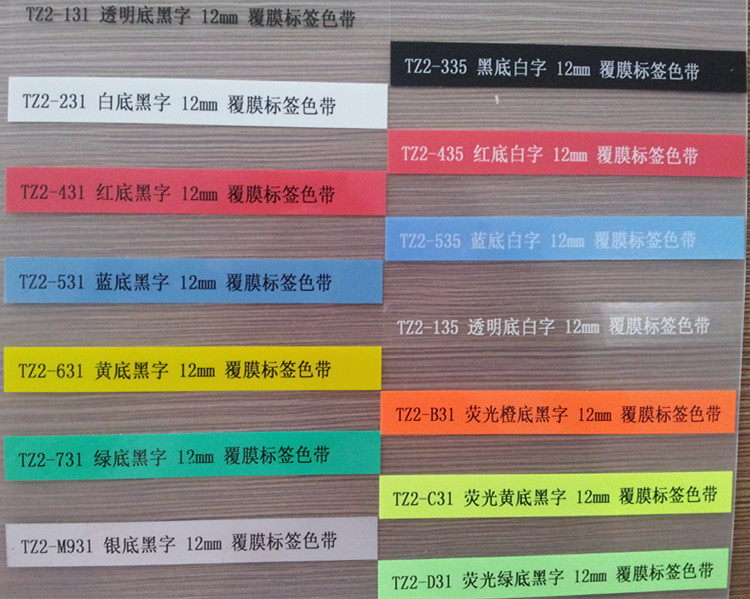 TZ2-131 透明底黑字 12mm 覆膜标签色带
TZ2-231 白底黑字 12mm 覆膜标签色带
TZ2-431 红底黑字 12mm 覆膜标签色带
TZ2-531 蓝底黑字 12mm 覆膜标签色带
TZ2-631 黄底黑字 12mm 覆膜标签色带
TZ2-731 绿底黑字 12mm 覆膜标签色带
TZ2-M931 银底黑字 12mm 覆膜标签色带
TZ2-335 黑底白字 12mm 覆膜标签色带
TZ2-435 红底白字 12mm 覆膜标签色带
TZ2-535 蓝底白字 12mm 覆膜标签色带
TZ2-135 透明底白字 12mm 覆膜标签色带
TZ2-B31 荧光橙底黑字 12mm 覆膜标签色带
TZ2-C31 荧光黄底黑字 12mm 覆膜标签色带
TZ2-D31 荧光绿底黑字 12mm 覆膜标签色带